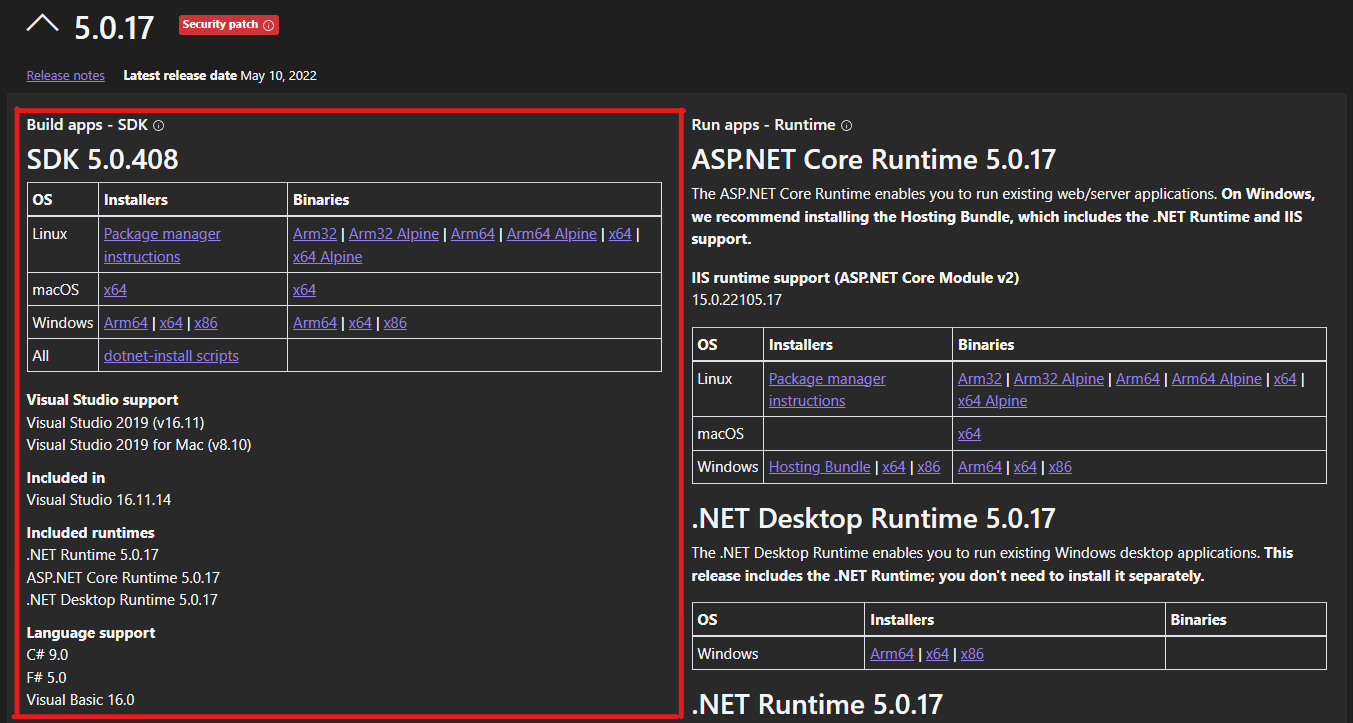 5.0.17
Security patch
Release notes Latest release date May 10, 2022
Build apps - SDK
SDK 5.0.408
OS Installers Binaries
Linux Package manager instructions Arm32 | Arm32 Alpine | Arm64 | Arm64 Alpine | x64 | x64 Alpine
macOS x64 x64
Windows Arm64 | x64 | x86 Arm64 | x64 | x86
All dotnet-install scripts
Visual Studio support
Visual Studio 2019 (v16.11)
Visual Studio 2019 for Mac (v8.10)
Included in
Visual Studio 16.11.14
Included runtimes
.NET Runtime 5.0.17
ASP.NET Core Runtime 5.0.17
.NET Desktop Runtime 5.0.17
Language support
C# 9.0
F# 5.0
Visual Basic 16.0
Run apps - Runtime
ASP.NET Core Runtime 5.0.17
The ASP.NET Core Runtime enables you to run existing web/server applications. On Windows,
we recommend installing the Hosting Bundle, which includes the .NET Runtime and IIS
support.
IIS runtime support (ASP.NET Core Module v2)
15.0.22105.17
OS Installers Binaries
Linux Package manager instructions Arm32 | Arm32 Alpine | Arm64 | Arm64 Alpine | x64 | x64 Alpine
macOS x64
Windows Hosting Bundle | x64 | x86 Arm64 | x64 | x86
.NET Desktop Runtime 5.0.17
The .NET Desktop Runtime enables you to run existing Windows desktop applications. This
release includes the .NET Runtime; you don't need to install it separately.
OS Installers Binaries
Windows Arm64 | x64 | x86
.NET Runtime 5.0.17